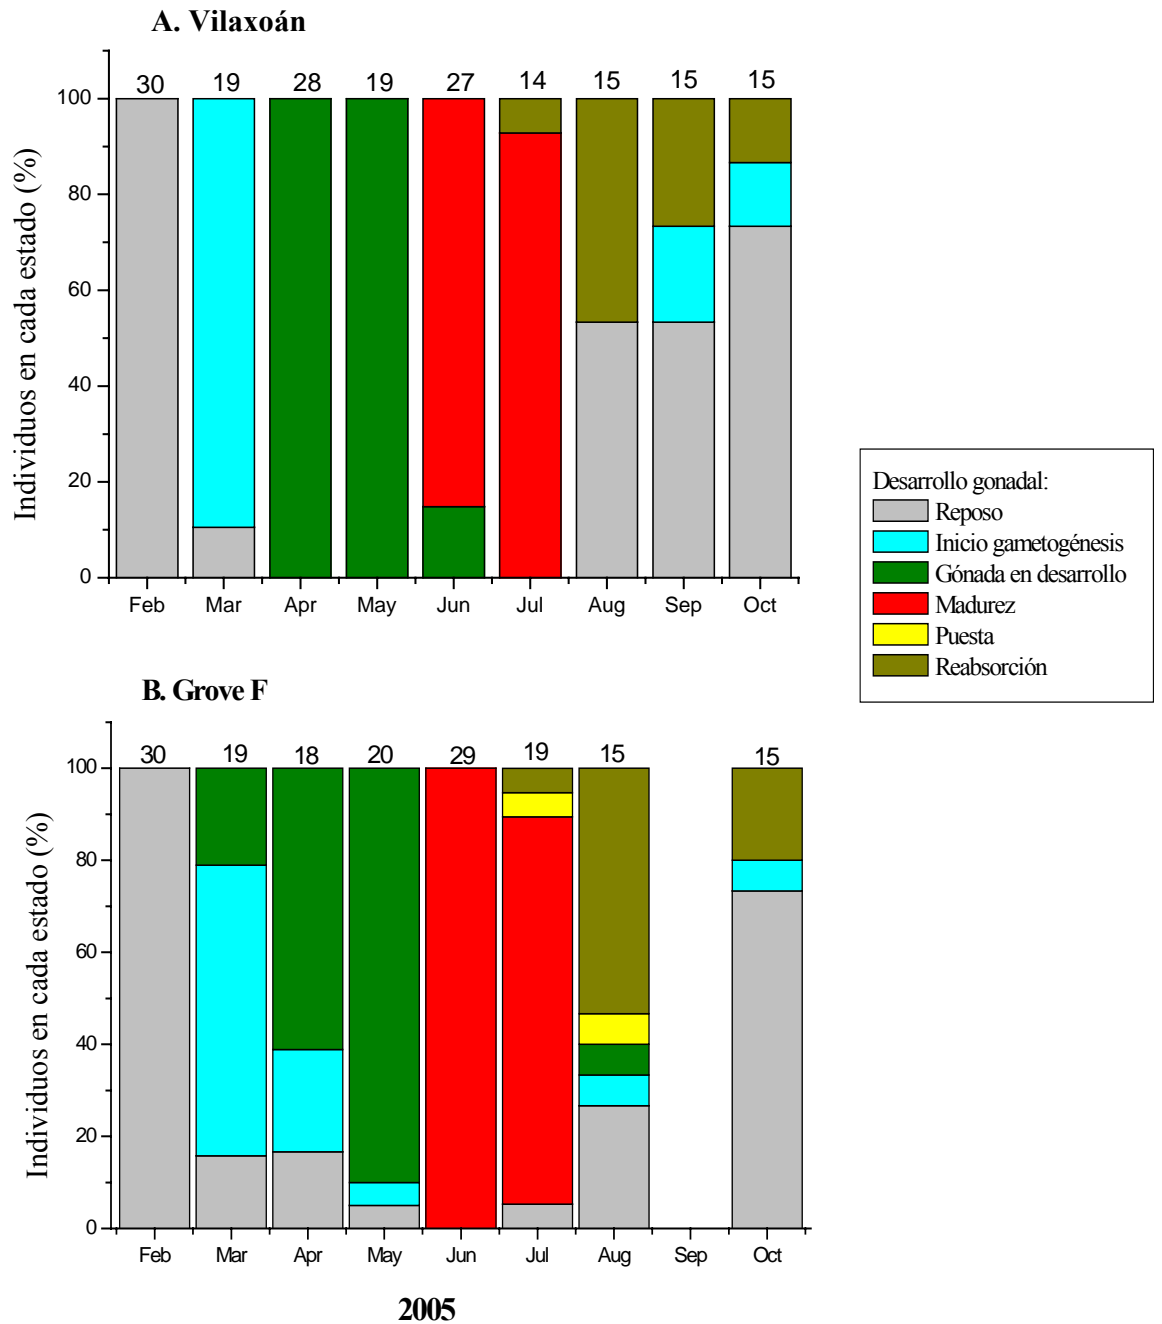 A. Vilaxoán
30 19 28 19 27 14 15 15 15
100
80
60
40
20
0
Individuos en cada estado (%)
Feb Mar Apr May Jun Jul Aug Sep Oct
Desarrollo gonadal:
Reposo
Inicio gametogénesis
Gónada en desarrollo
Madurez
Puesta
Reabsorción
B. Grove F
30 19 18 20 29 19 15 15
100
80
60
40
20
0
Individuos en cada estado (%)
Feb Mar Apr May Jun Jul Aug Sep Oct
2005